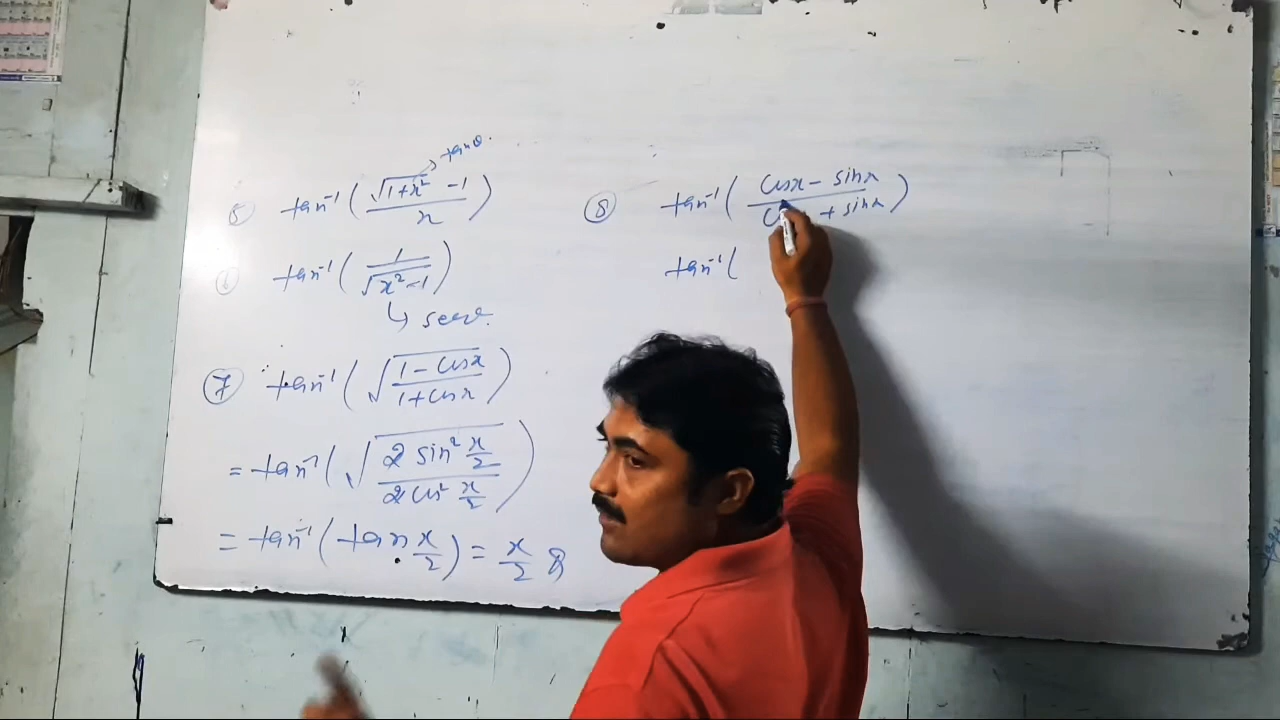 → tanθ.
5 tan⁻¹ ( (√(1+x²) - 1) / x )
6 tan⁻¹ ( 1 / √(x² - 1) )
↳ secθ.
7 tan⁻¹ ( √( (1 - cosx) / (1 + cosx) ) )
= tan⁻¹ ( √( (2 sin² x/2) / (2 cos² x/2) ) )
= tan⁻¹ ( tan x/2 ) = x/2
8 tan⁻¹ ( (cosx - sinx) / (c + sinx) )
tan⁻¹ (